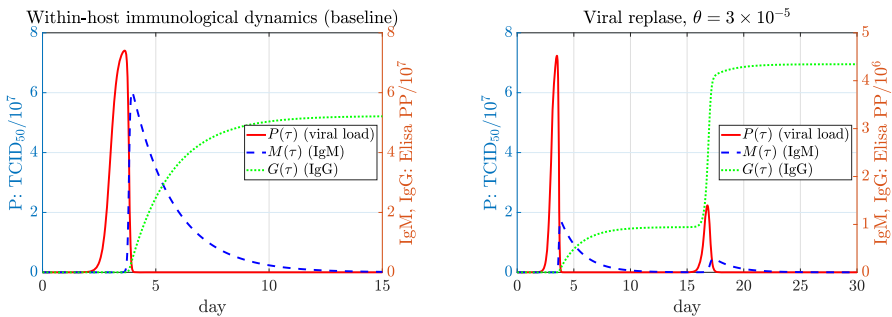 Within-host immunological dynamics (baseline)
8
6
4
2
0
P: TCID₅₀/10⁷
8
6
4
2
0
IgM, IgG: Elisa PP/10⁷
P(τ) (viral load)
M(τ) (IgM)
G(τ) (IgG)
0 5 10 15
day
Viral replase, θ = 3 × 10⁻⁵
8
6
4
2
0
P: TCID₅₀/10⁷
5
4
3
2
1
0
IgM, IgG: Elisa PP/10⁶
P(τ) (viral load)
M(τ) (IgM)
G(τ) (IgG)
0 5 10 15 20 25 30
day